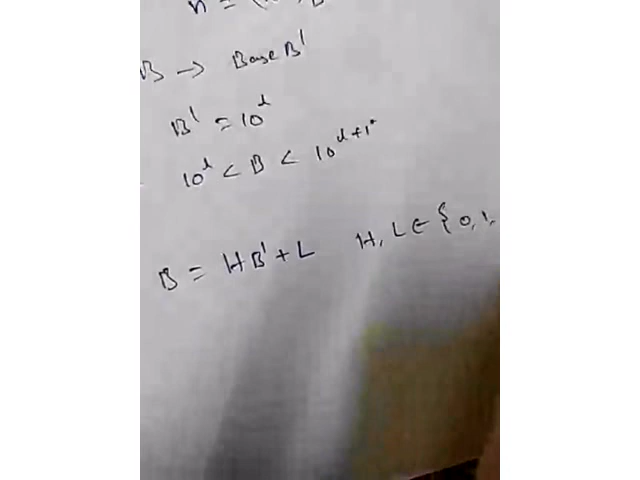 n =
B → Base B'
B' = 10^d
10^d < B < 10^{d+1}
B = HB' + L H, L ∈ {0, 1,